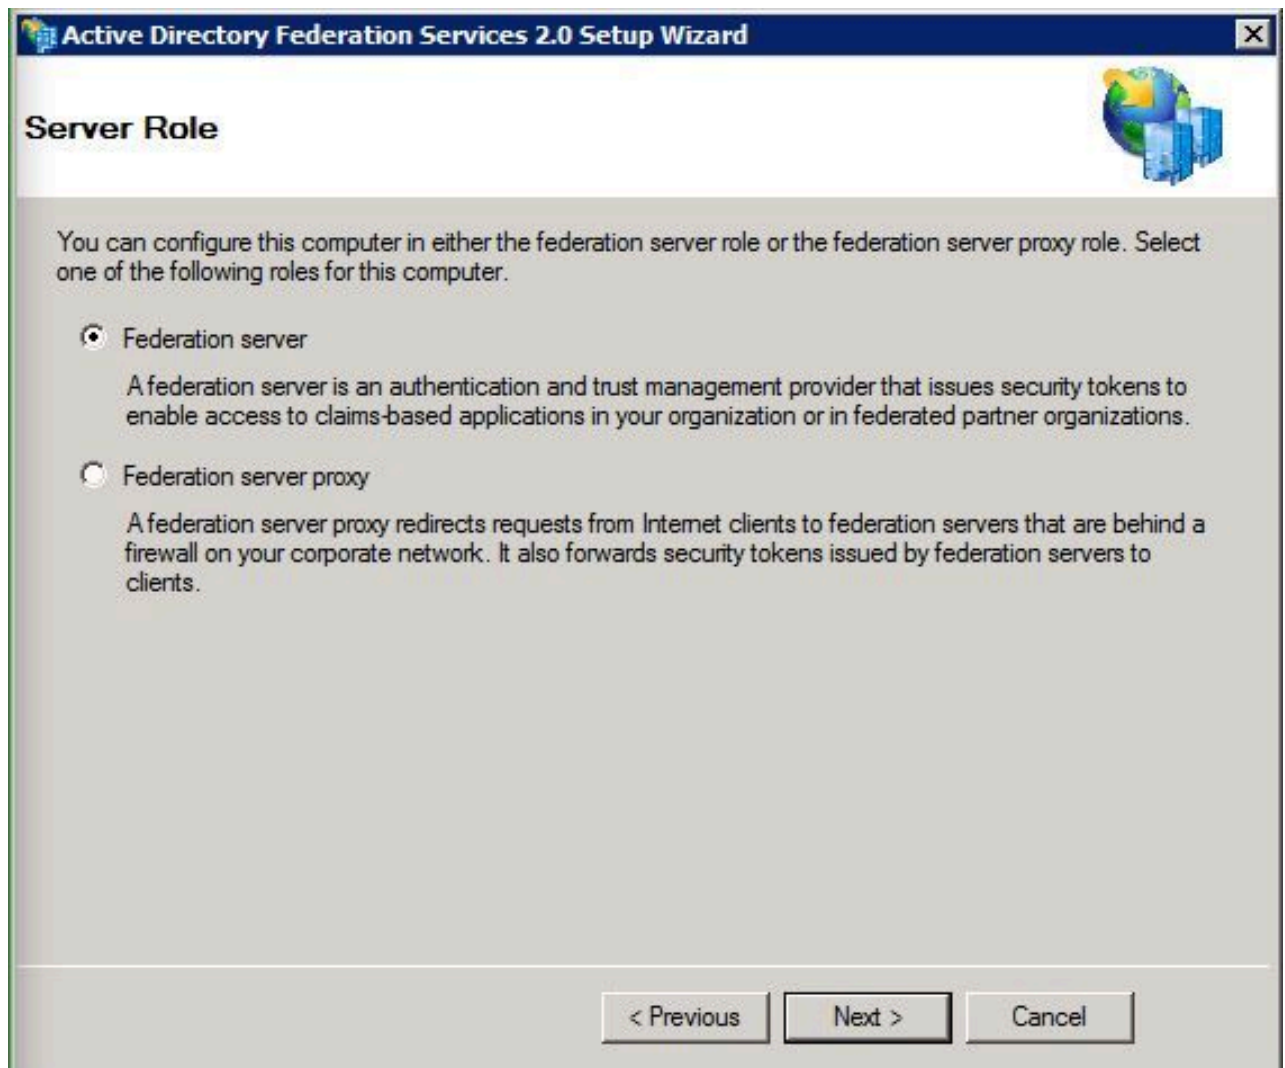 Active Directory Federation Services 2.0 Setup Wizard
Server Role
You can configure this computer in either the federation server role or the federation server proxy role. Select
one of the following roles for this computer.
Federation server
A federation server is an authentication and trust management provider that issues security tokens to
enable access to claims-based applications in your organization or in federated partner organizations.
Federation server proxy
A federation server proxy redirects requests from Internet clients to federation servers that are behind a
firewall on your corporate network. It also forwards security tokens issued by federation servers to
clients.
< Previous
Next >
Cancel